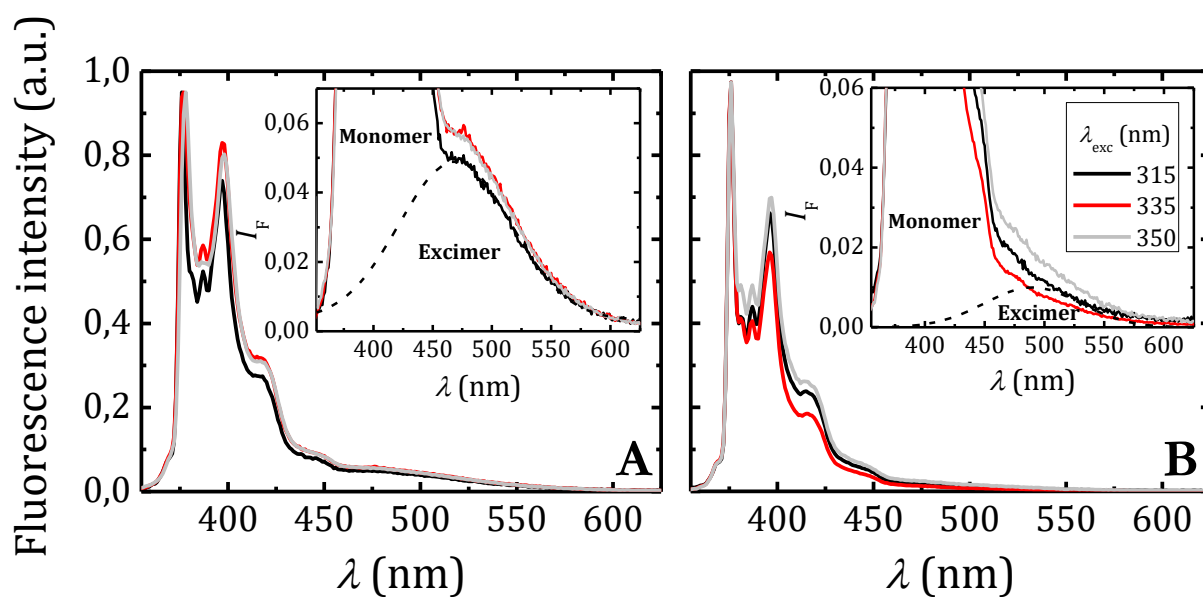 Fluorescence intensity (a.u.)
1,0
0,8
0,6
0,4
0,2
0,0
400 450 500 550 600
λ (nm)
A
I_F
0,06
0,04
0,02
0,00
400 450 500 550 600
λ (nm)
Monomer
Excimer
400 450 500 550 600
λ (nm)
B
I_F
0,06
0,04
0,02
0,00
400 450 500 550 600
λ (nm)
Monomer
Excimer
λ_exc (nm)
315
335
350